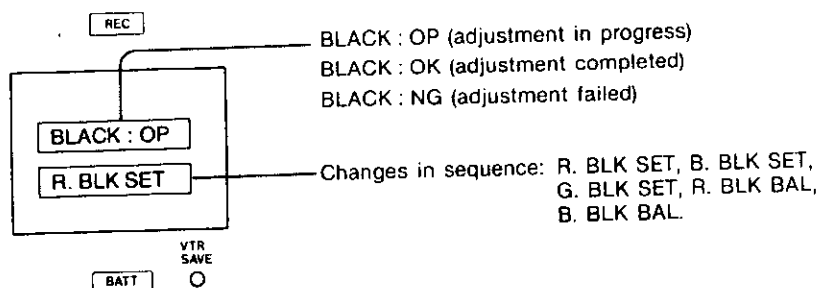 REC
BLACK : OP (adjustment in progress)
BLACK : OK (adjustment completed)
BLACK : NG (adjustment failed)
BLACK : OP
R. BLK SET
Changes in sequence: R. BLK SET, B. BLK SET,
G. BLK SET, R. BLK BAL,
B. BLK BAL.
VTR
SAVE
BATT